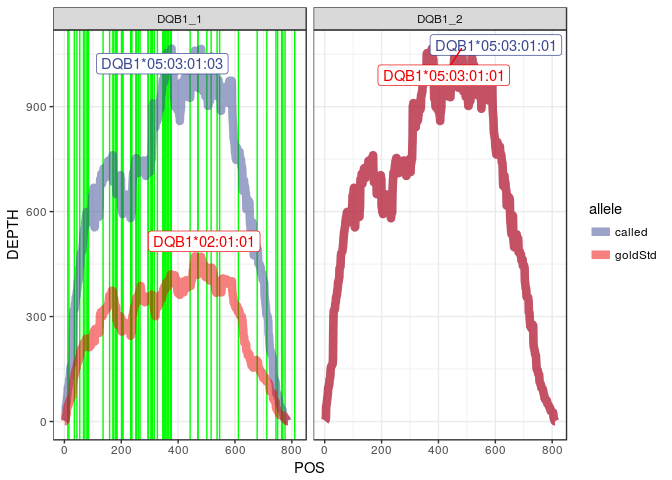 DQB1_1
DQB1_2
DQB1*05:03:01:03
DQB1*05:03:01:01
DQB1*05:03:01:01
DQB1*02:01:01
900
600
300
0
DEPTH
0
200
400
600
800
0
200
400
600
800
POS
allele
called
goldStd